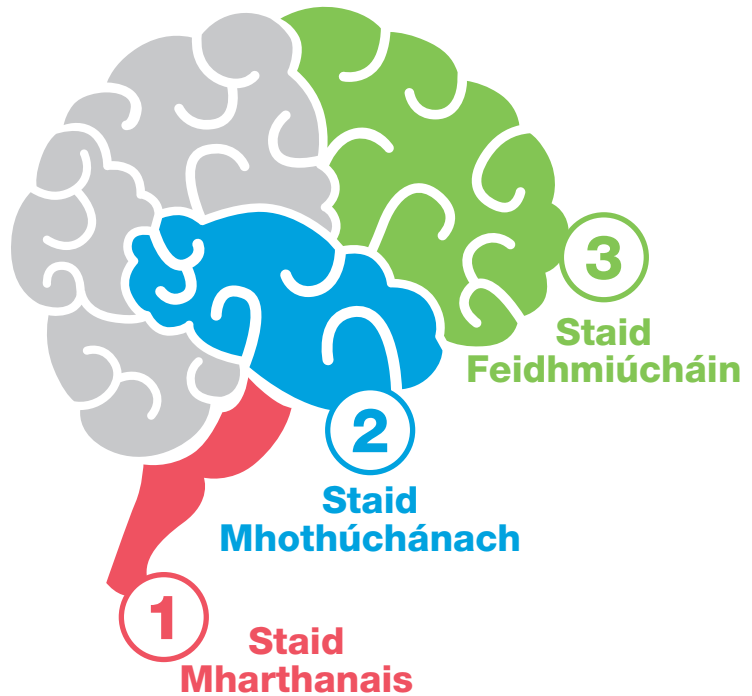 3
Staid
Feidhmiúcháin
2
Staid
Mhothúchánach
1
Staid
Mharthanais